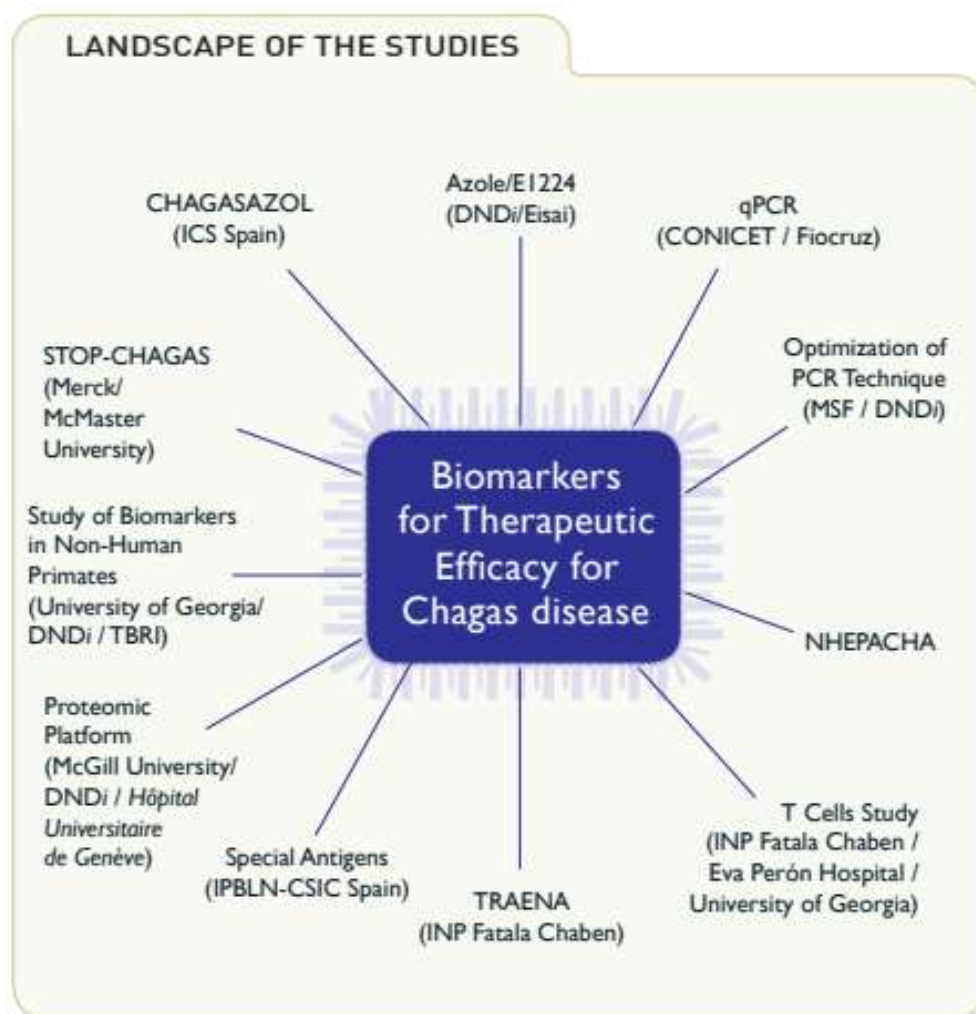 LANDSCAPE OF THE STUDIES
Azole/E1224
(DNDi/Eisai)
CHAGASAZOL
(ICS Spain)
qPCR
(CONICET / Fiocruz)
STOP-CHAGAS
(Merck/
McMaster
University)
Optimization of
PCR Technique
(MSF / DNDi)
Biomarkers
for Therapeutic
Efficacy for
Chagas disease
Study of Biomarkers
in Non-Human
Primates
(University of Georgia/
DNDi / TBRI)
NHEPACHA
Proteomic
Platform
(McGill University/
DNDi / Hôpital
Universitaire
de Genève)
Special Antigens
(IPBLN-CSIC Spain)
TRAENA
(INP Fatala Chaben)
T Cells Study
(INP Fatala Chaben /
Eva Perón Hospital /
University of Georgia)